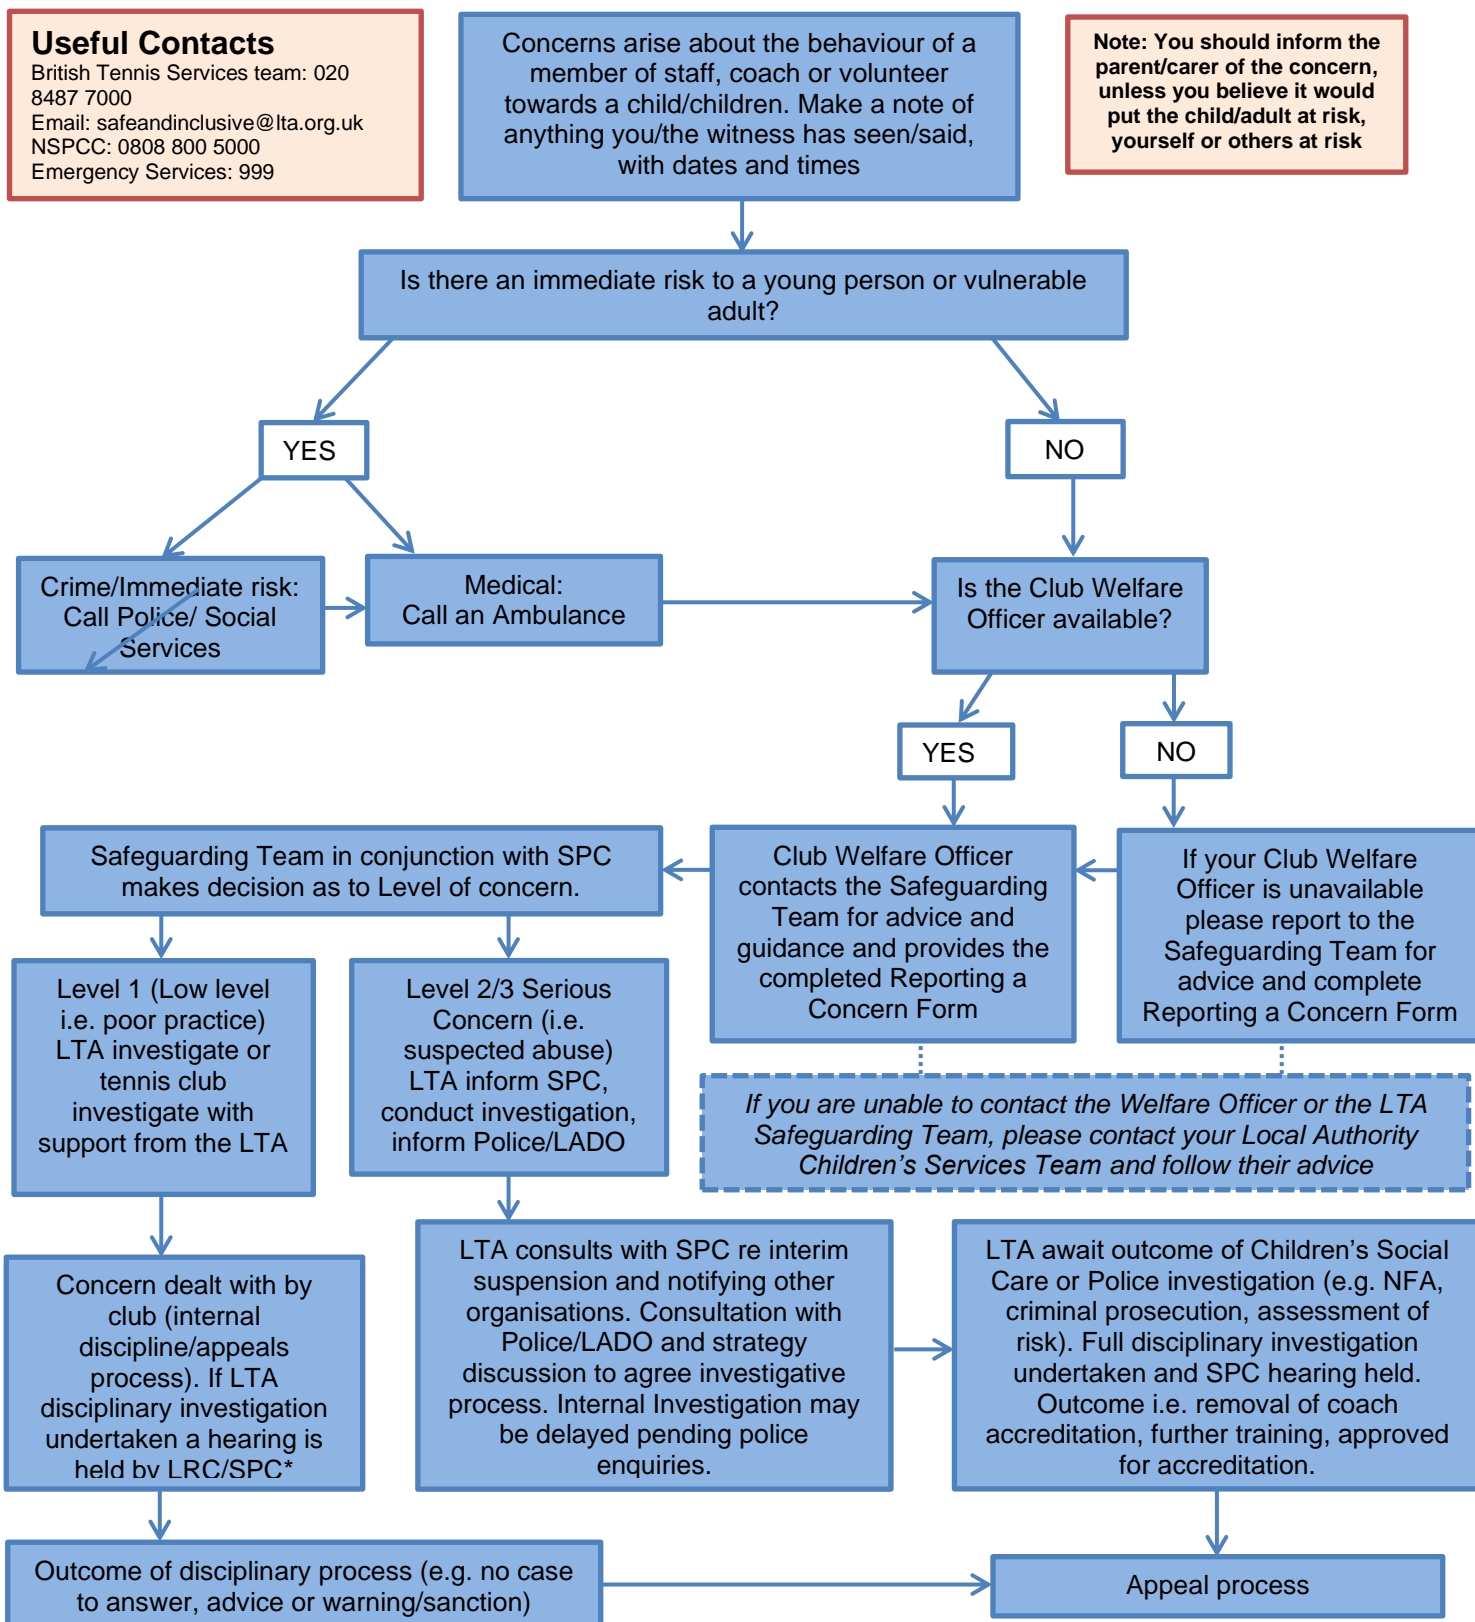 Useful Contacts
British Tennis Services team: 020
8487 7000
Email: safeandinclusive@lta.org.uk
NSPCC: 0808 800 5000
Emergency Services: 999
Concerns arise about the behaviour of a
member of staff, coach or volunteer
towards a child/children. Make a note of
anything you/the witness has seen/said,
with dates and times
Note: You should inform the
parent/carer of the concern,
unless you believe it would
put the child/adult at risk,
yourself or others at risk
Is there an immediate risk to a young person or vulnerable
adult?
YES
NO
Crime/Immediate risk:
Call Police/ Social
Services
Medical:
Call an Ambulance
Is the Club Welfare
Officer available?
YES
NO
Safeguarding Team in conjunction with SPC
makes decision as to Level of concern.
Club Welfare Officer
contacts the Safeguarding
Team for advice and
guidance and provides the
completed Reporting a
Concern Form
If your Club Welfare
Officer is unavailable
please report to the
Safeguarding Team for
advice and complete
Reporting a Concern Form
Level 1 (Low level
i.e. poor practice)
LTA investigate or
tennis club
investigate with
support from the LTA
Level 2/3 Serious
Concern (i.e.
suspected abuse)
LTA inform SPC,
conduct investigation,
inform Police/LADO
If you are unable to contact the Welfare Officer or the LTA
Safeguarding Team, please contact your Local Authority
Children’s Services Team and follow their advice
Concern dealt with by
club (internal
discipline/appeals
process). If LTA
disciplinary investigation
undertaken a hearing is
held by LRC/SPC*
LTA consults with SPC re interim
suspension and notifying other
organisations. Consultation with
Police/LADO and strategy
discussion to agree investigative
process. Internal Investigation may
be delayed pending police
enquiries.
LTA await outcome of Children’s Social
Care or Police investigation (e.g. NFA,
criminal prosecution, assessment of
risk). Full disciplinary investigation
undertaken and SPC hearing held.
Outcome i.e. removal of coach
accreditation, further training, approved
for accreditation.
Outcome of disciplinary process (e.g. no case
to answer, advice or warning/sanction)
Appeal process